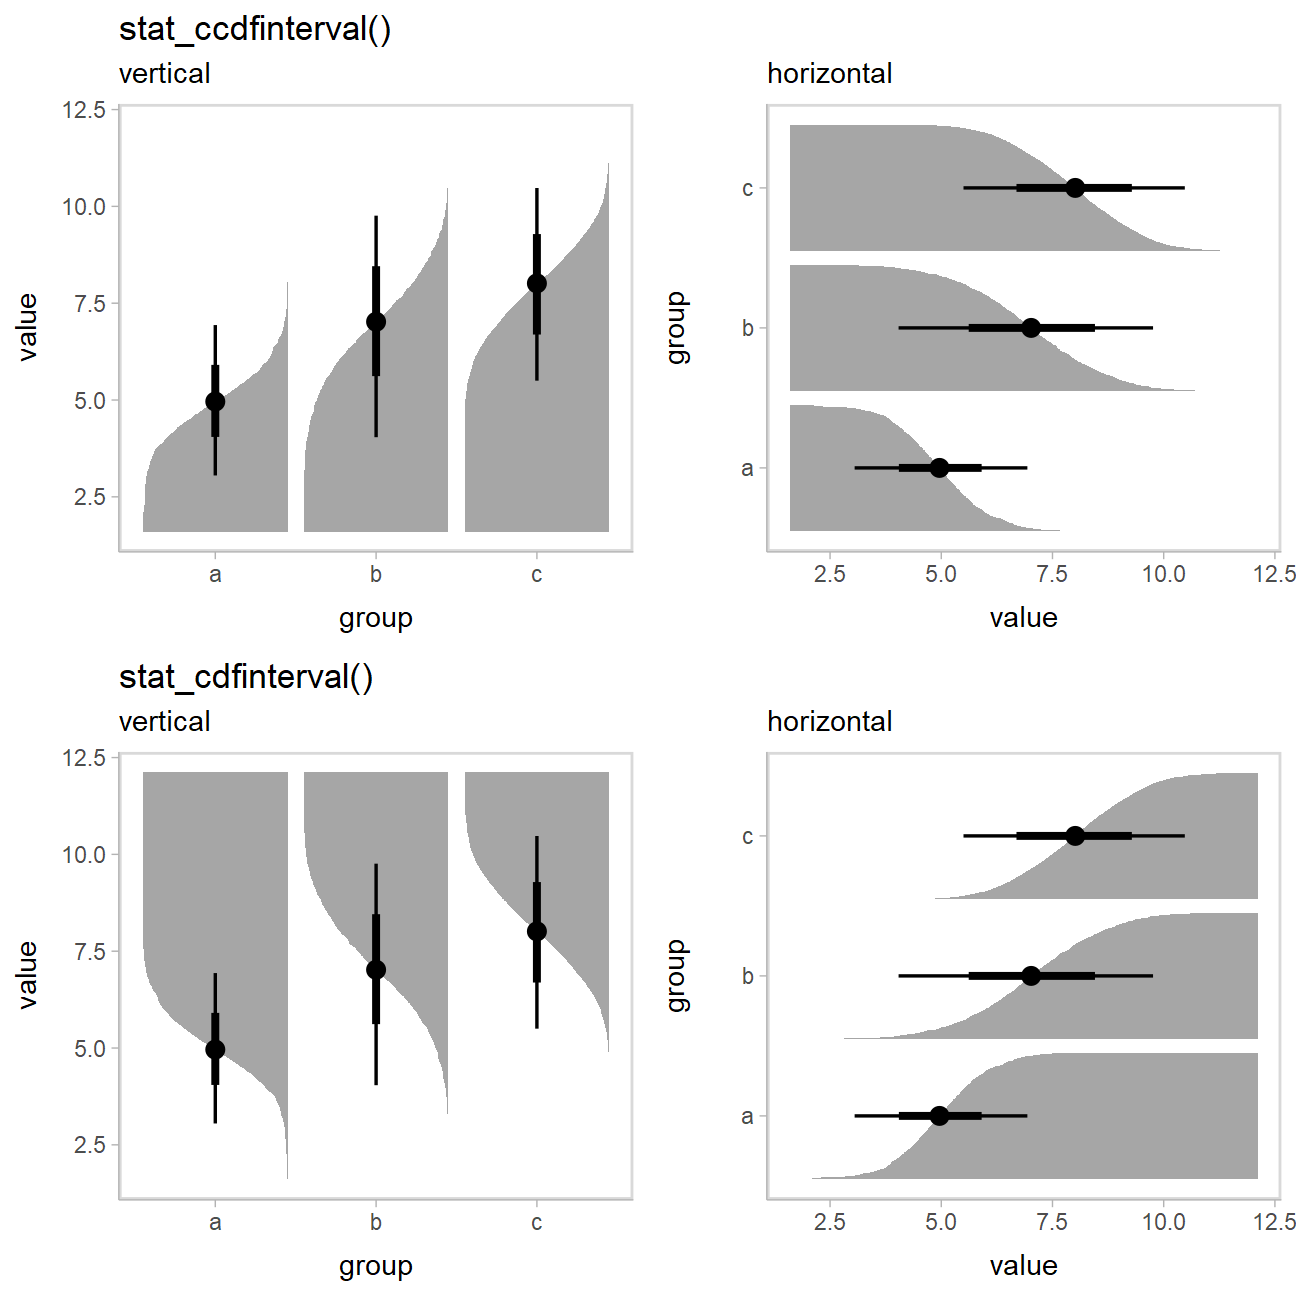 stat_ccdfinterval()
vertical
12.5
10.0
7.5
5.0
2.5
value
a b c
group
horizontal
c
b
a
group
2.5 5.0 7.5 10.0 12.5
value
stat_cdfinterval()
vertical
12.5
10.0
7.5
5.0
2.5
value
a b c
group
horizontal
c
b
a
group
2.5 5.0 7.5 10.0 12.5
value